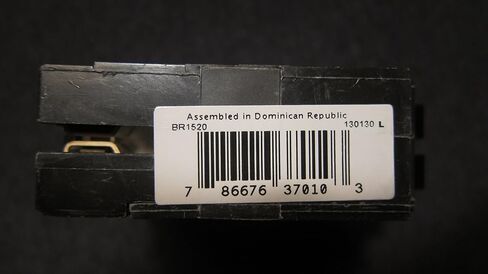 Assembled in Dominican Republic
BR1520 130130 L
7 86676 37010 3